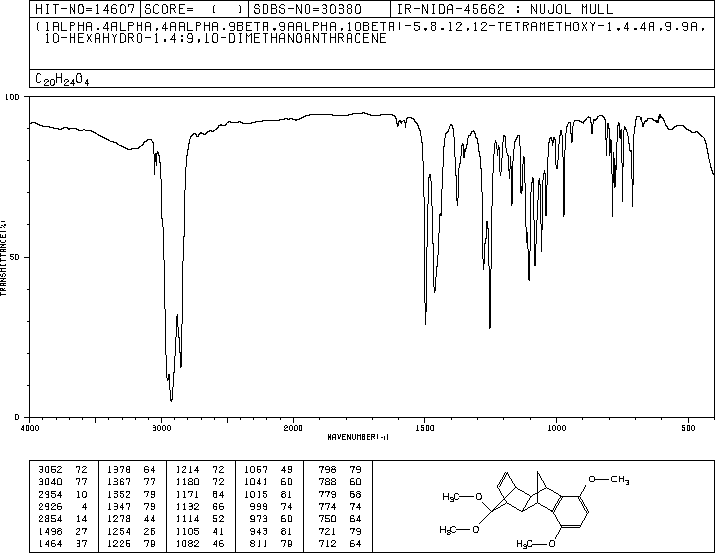 HIT-NO=14607 SCORE= ( ) SDBS-NO=30380 IR-NIDA-45662 : NUJOL MULL
(1ALPHA,4ALPHA,4AALPHA,9BETA,9AALPHA,10BETA)-5,8,12,12-TETRAMETHOXY-1,4,4A,9,9A,
10-HEXAHYDRO-1,4:9,10-DIMETHANOANTHRACENE
C20H24O4
100
50
0
TRANSMITTANCE(%)
4000 3000 2000 1500 1000 500
WAVENUMBER(-1)
3062 72 1378 64 1214 72 1067 49 798 79
3040 77 1367 77 1180 72 1041 60 788 60
2954 10 1352 79 1171 64 1015 81 779 68
2926 4 1347 79 1132 66 999 74 774 74
2854 14 1278 44 1114 52 973 60 750 64
1498 27 1254 26 1105 41 943 81 721 79
1464 37 1226 79 1082 46 811 79 712 64
O—CH3
H3C—O
H3C—O
H3C—O